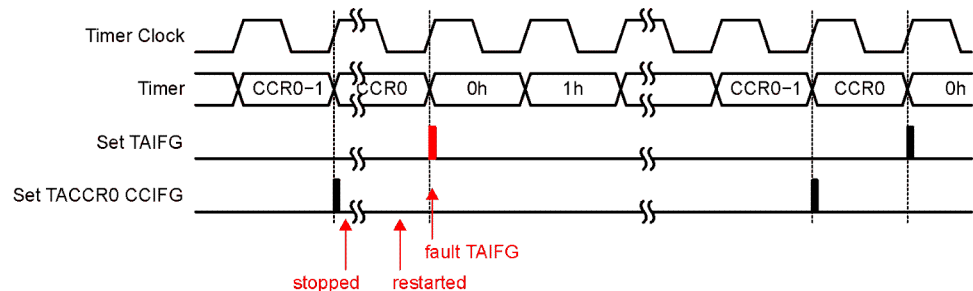 Timer Clock
Timer CCR0−1 CCR0 0h 1h CCR0−1 CCR0 0h
Set TAIFG
Set TACCR0 CCIFG
fault TAIFG
stopped restarted